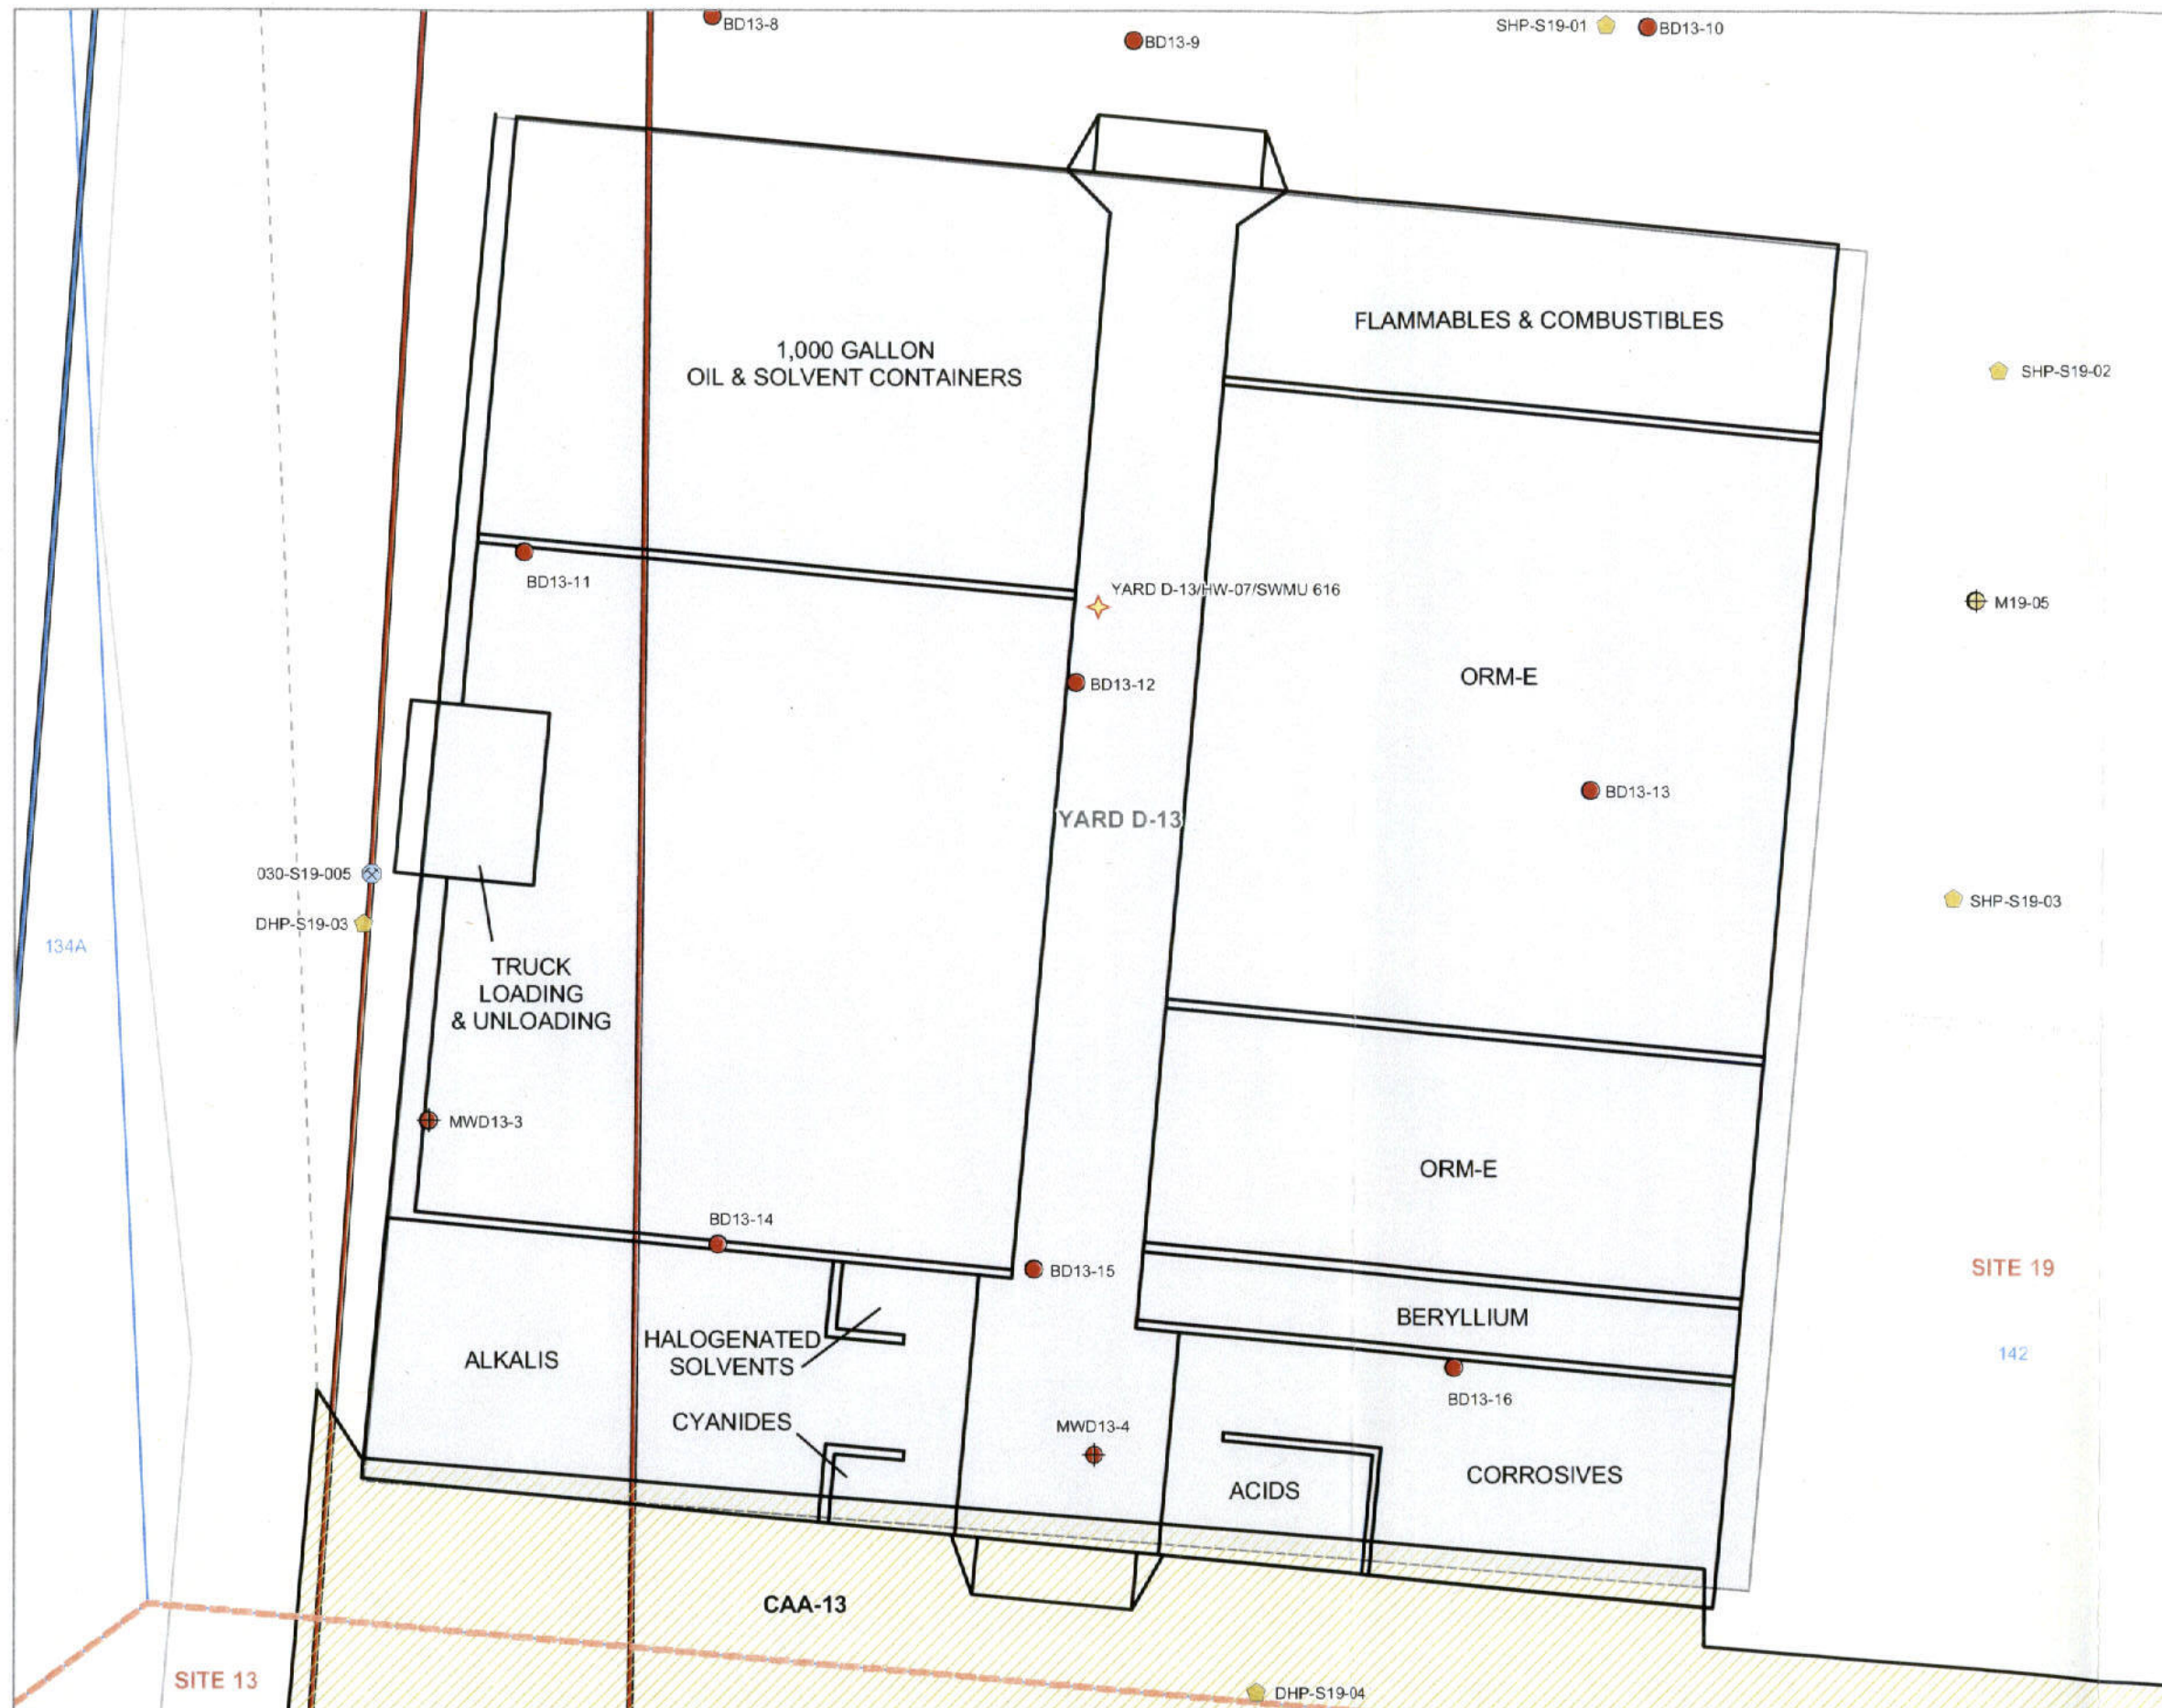 BD13-8
BD13-9
SHP-S19-01
BD13-10
FLAMMABLES & COMBUSTIBLES
1,000 GALLON
OIL & SOLVENT CONTAINERS
SHP-S19-02
BD13-11
YARD D-13/HW-07/SWMU 616
M19-05
BD13-12
ORM-E
BD13-13
YARD D-13
030-S19-005
SHP-S19-03
DHP-S19-03
134A
TRUCK
LOADING
& UNLOADING
MWD13-3
ORM-E
BD13-14
BD13-15
SITE 19
BERYLLIUM
HALOGENATED
SOLVENTS
ALKALIS
142
BD13-16
CYANIDES
MWD13-4
CORROSIVES
ACIDS
CAA-13
SITE 13
DHP-S19-04